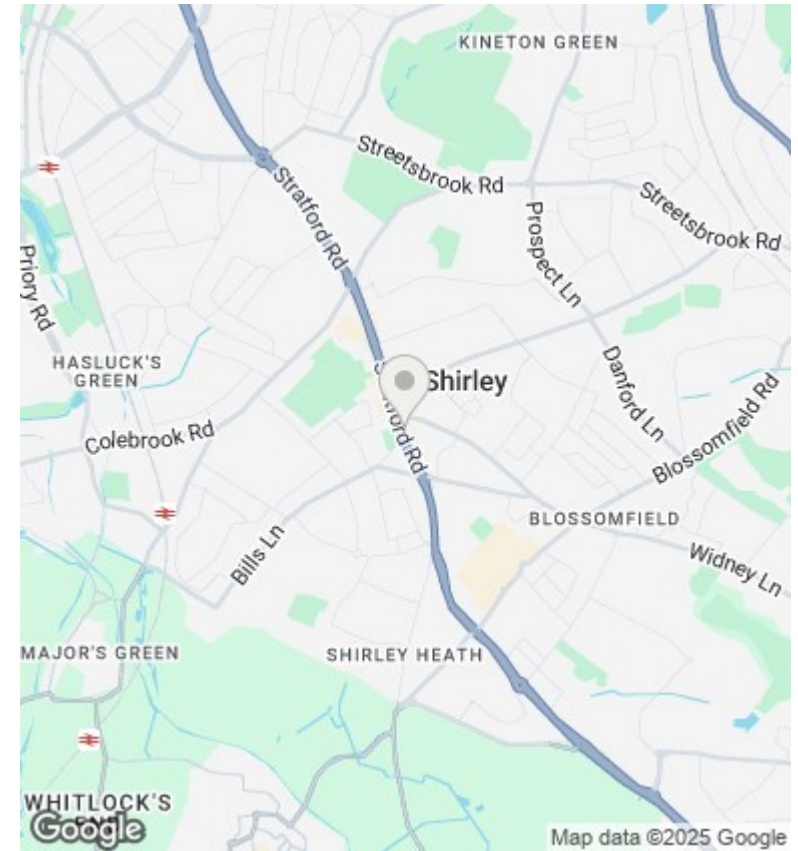 KINETON GREEN
Streetsbrook Rd
Stratford Rd
Prospect Ln
Streetsbrook Rd
Priory Rd
HASLUCK'S
GREEN
Shirley
Danford Ln
Colebrook Rd
Blossomfield Rd
BLOSSOMFIELD
Bills Ln
Widney Ln
MAJOR'S GREEN
SHIRLEY HEATH
WHITLOCK'S
Google
Map data ©2025 Google